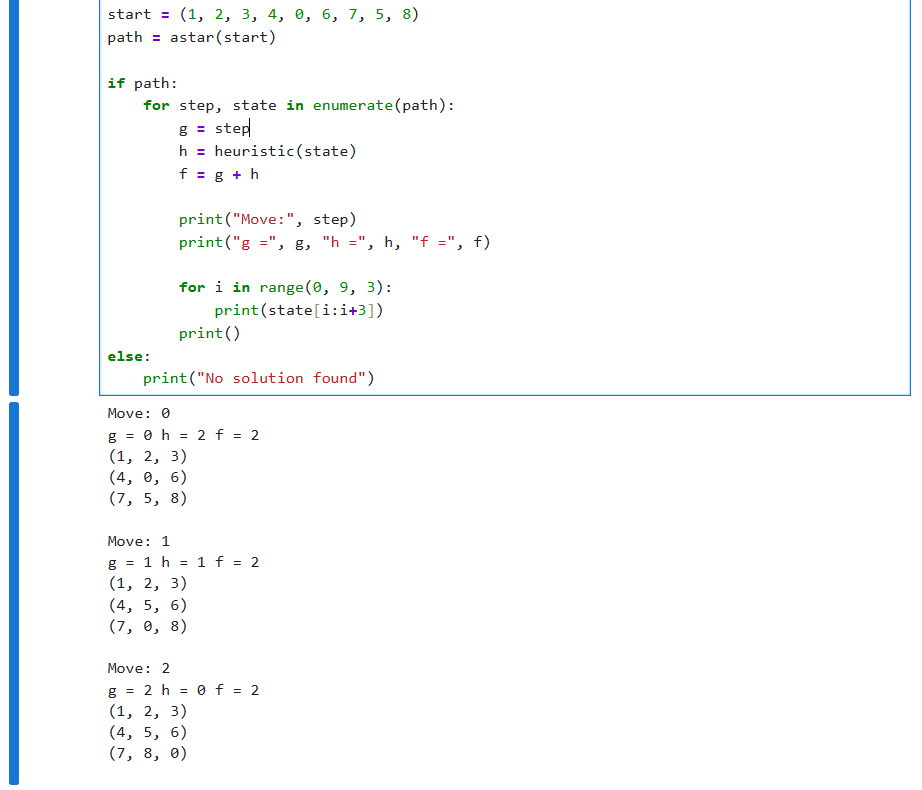 start = (1, 2, 3, 4, 0, 6, 7, 5, 8)
path = astar(start)
if path:
    for step, state in enumerate(path):
        g = step
        h = heuristic(state)
        f = g + h
        print("Move:", step)
        print("g =", g, "h =", h, "f =", f)
        for i in range(0, 9, 3):
            print(state[i:i+3])
        print()
else:
    print("No solution found")
Move: 0
g = 0 h = 2 f = 2
(1, 2, 3)
(4, 0, 6)
(7, 5, 8)
Move: 1
g = 1 h = 1 f = 2
(1, 2, 3)
(4, 5, 6)
(7, 0, 8)
Move: 2
g = 2 h = 0 f = 2
(1, 2, 3)
(4, 5, 6)
(7, 8, 0)